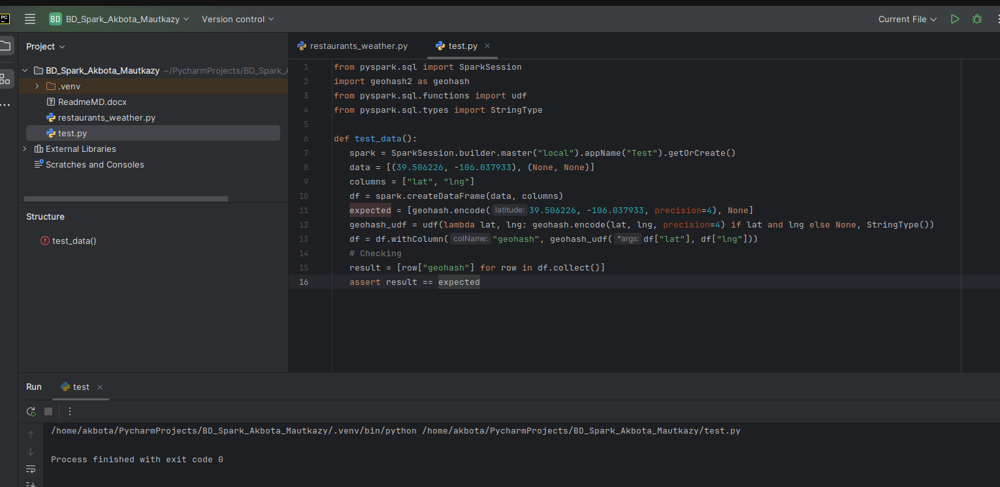 PC
BD BD_Spark_Akbota_Mautkazy Version control Current File
Project
BD_Spark_Akbota_Mautkazy ~/PycharmProjects/BD_Spark_A
.venv
ReadmeMD.docx
restaurants_weather.py
test.py
External Libraries
Scratches and Consoles
Structure
f test_data()
restaurants_weather.py test.py
1 from pyspark.sql import SparkSession
2 import geohash2 as geohash
3 from pyspark.sql.functions import udf
4 from pyspark.sql.types import StringType
5
6 def test_data():
7 spark = SparkSession.builder.master("local").appName("Test").getOrCreate()
8 data = [(39.506226, -106.037933), (None, None)]
9 columns = ["lat", "lng"]
10 df = spark.createDataFrame(data, columns)
11 expected = [geohash.encode( latitude: 39.506226, -106.037933, precision=4), None]
12 geohash_udf = udf(lambda lat, lng: geohash.encode(lat, lng, precision=4) if lat and lng else None, StringType())
13 df = df.withColumn( colName: "geohash", geohash_udf( *args: df["lat"], df["lng"]))
14 # Checking
15 result = [row["geohash"] for row in df.collect()]
16 assert result == expected
Run test
/home/akbota/PycharmProjects/BD_Spark_Akbota_Mautkazy/.venv/bin/python /home/akbota/PycharmProjects/BD_Spark_Akbota_Mautkazy/test.py
Process finished with exit code 0